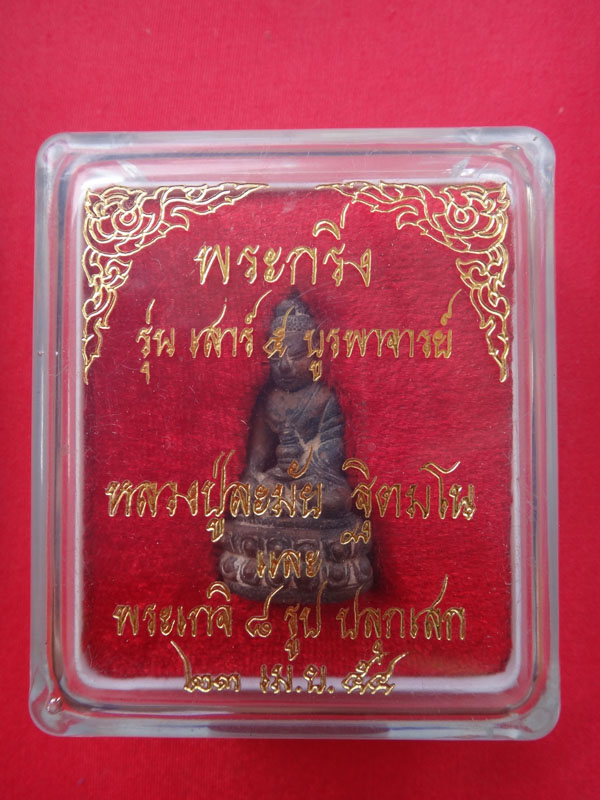 พระกริ่ง
รุ่น เสาร์ ๕ บูรพาจารย์
หลวงปู่ละมัย ฐิตมโน
และ
พระเกจิ ๘ รูป ปลุกเสก
๒๓ เม.ย. ๕๕